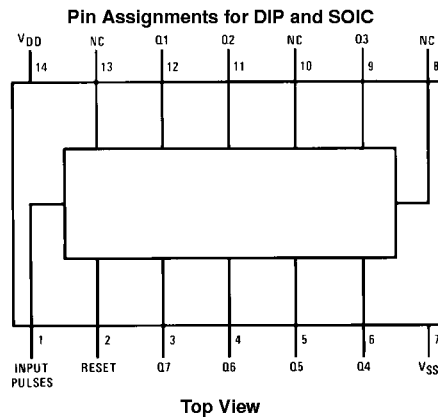 Pin Assignments for DIP and SOIC
VDD NC Q1 Q2 NC Q3 NC
14 13 12 11 10 9 8
1 2 3 4 5 6 7
INPUT PULSES RESET Q7 Q6 Q5 Q4 VSS
Top View